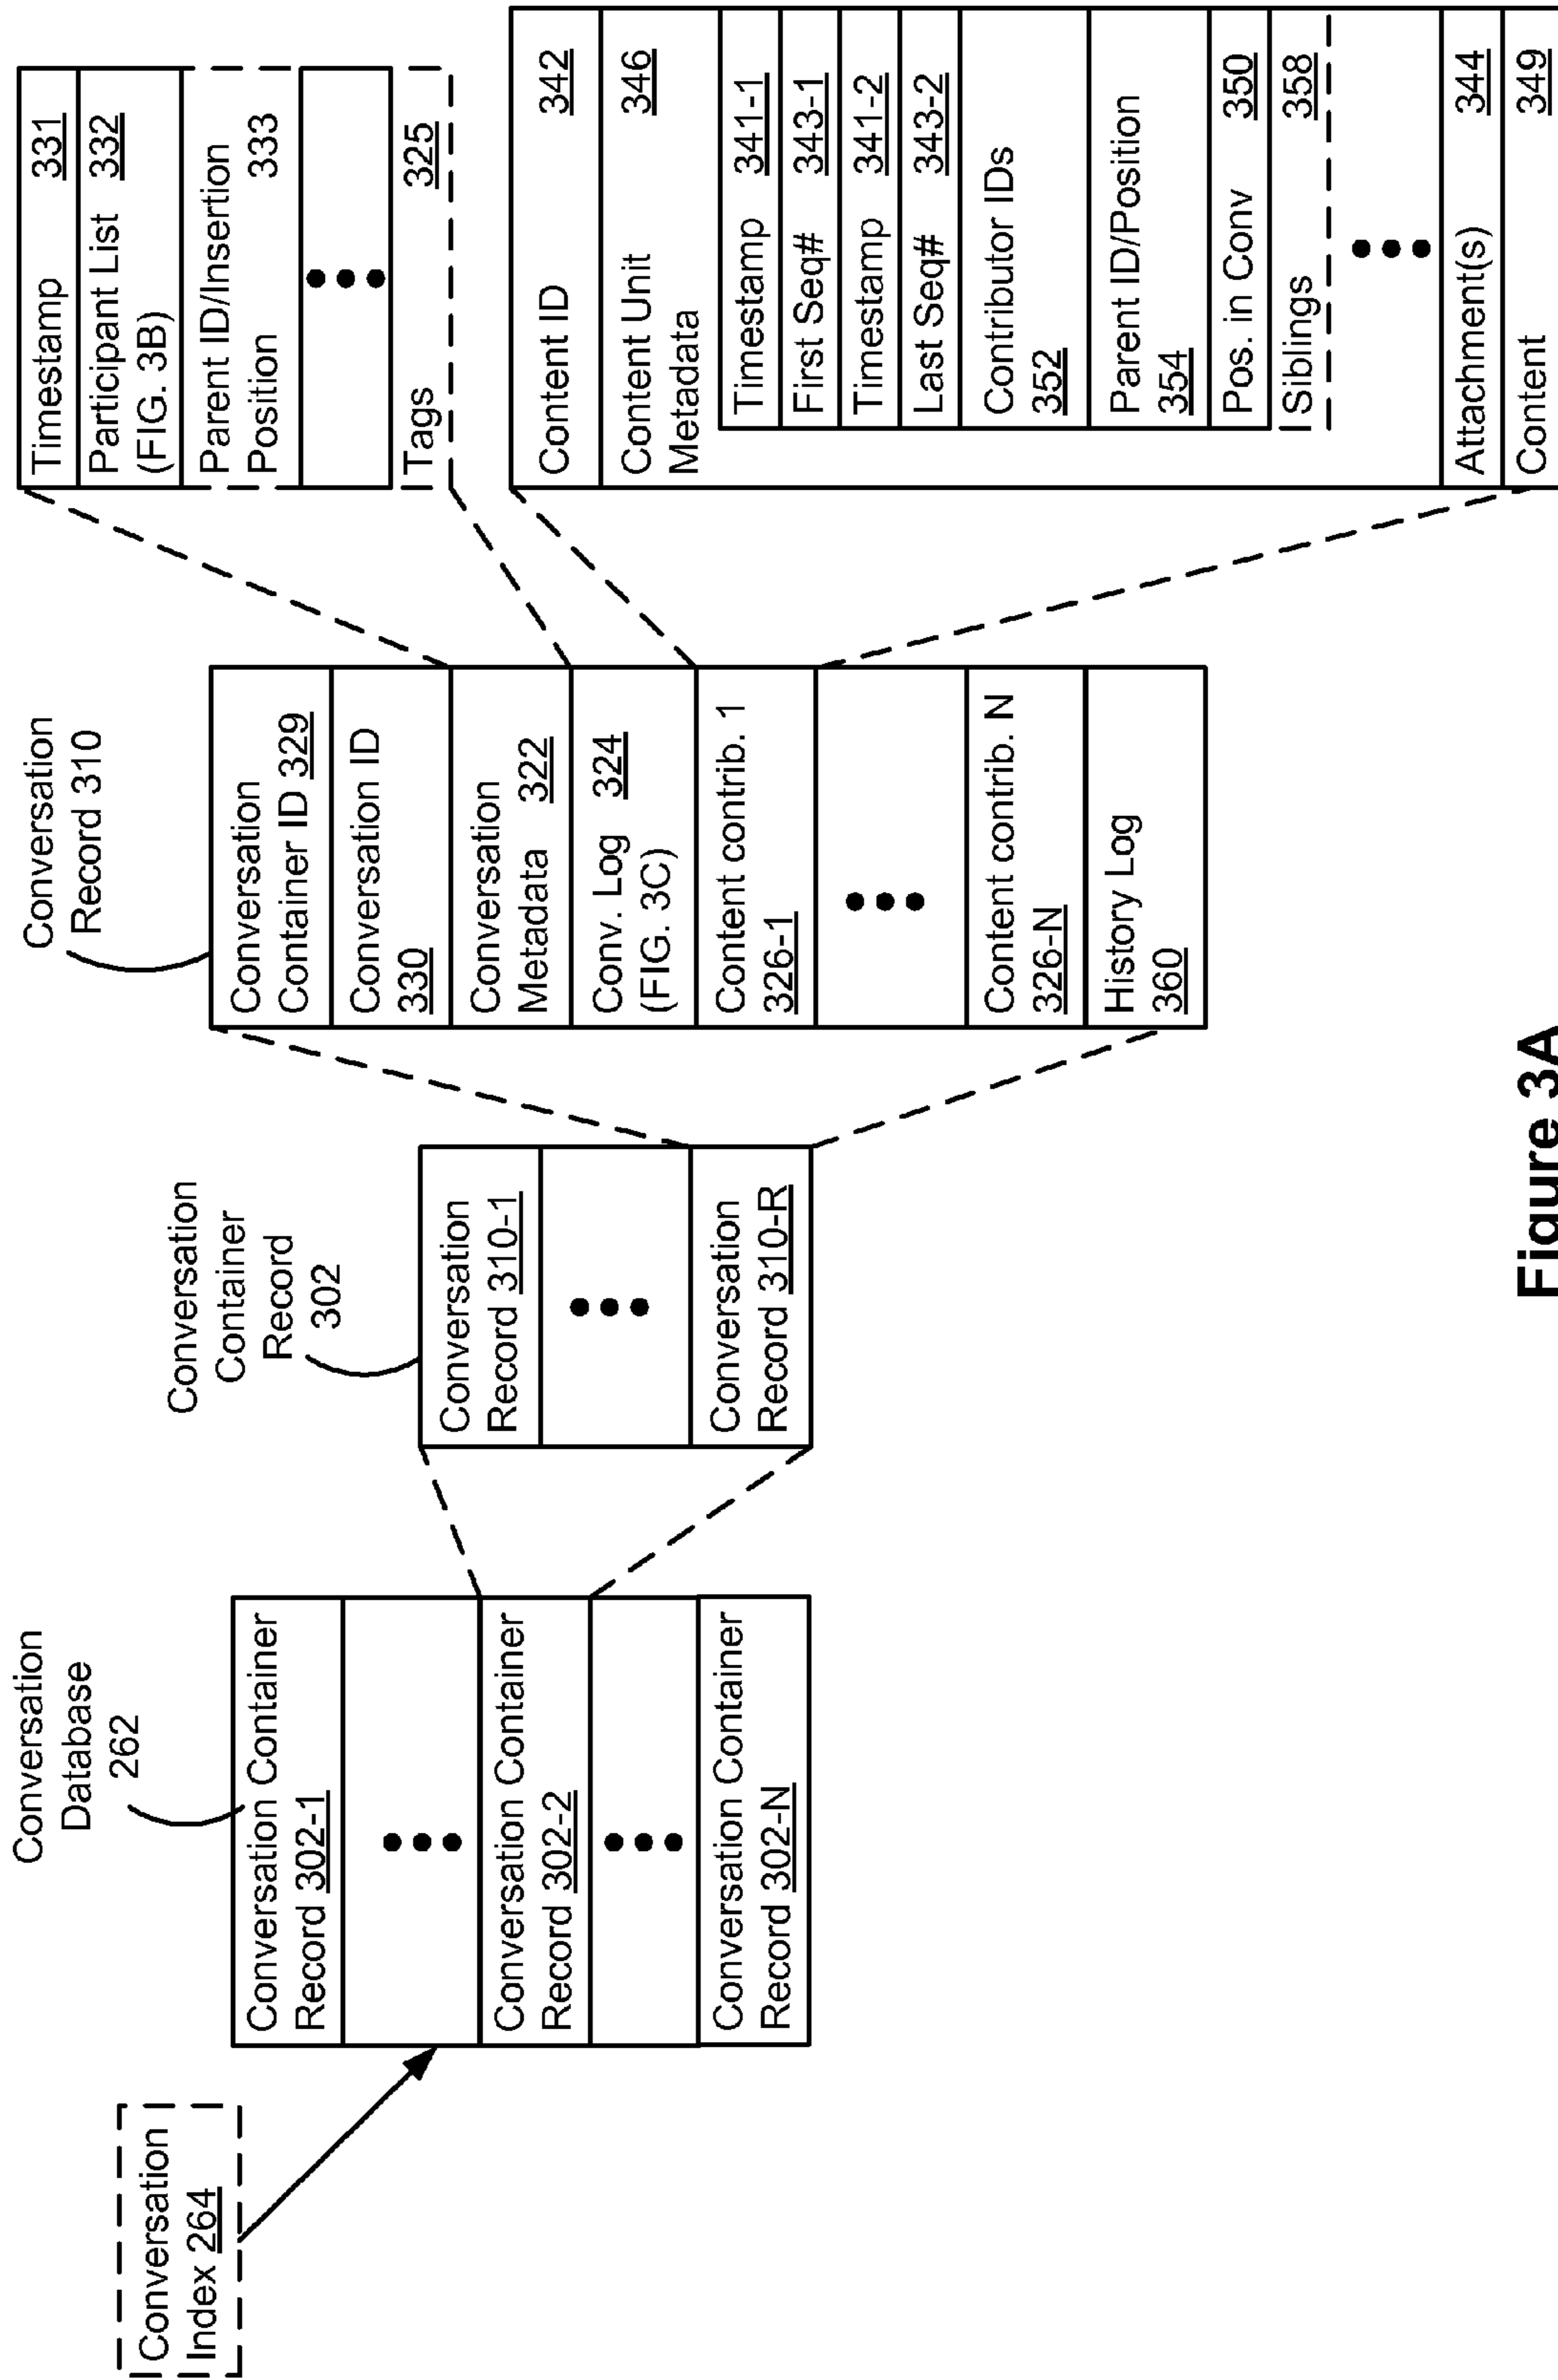 Conversation
Index 264
Conversation
Database
262
Conversation Container
Record 302-1
Conversation Container
Record 302-2
Conversation Container
Record 302-N
Conversation
Container
Record
302
Conversation
Record 310-1
Conversation
Record 310-R
Conversation
Record 310
Conversation
Container ID 329
Conversation ID
330
Conversation
Metadata 322
Conv. Log 324
(FIG. 3C)
Content contrib. 1
326-1
Content contrib. N
326-N
History Log
360
Timestamp 331
Participant List 332
(FIG. 3B)
Parent ID/Insertion
Position 333
Tags 325
Content ID 342
Content Unit 346
Metadata
Timestamp 341-1
First Seq# 343-1
Timestamp 341-2
Last Seq# 343-2
Contributor IDs
352
Parent ID/Position
354
Pos. in Conv 350
Siblings 358
Attachment(s) 344
Content 349
Figure 3A